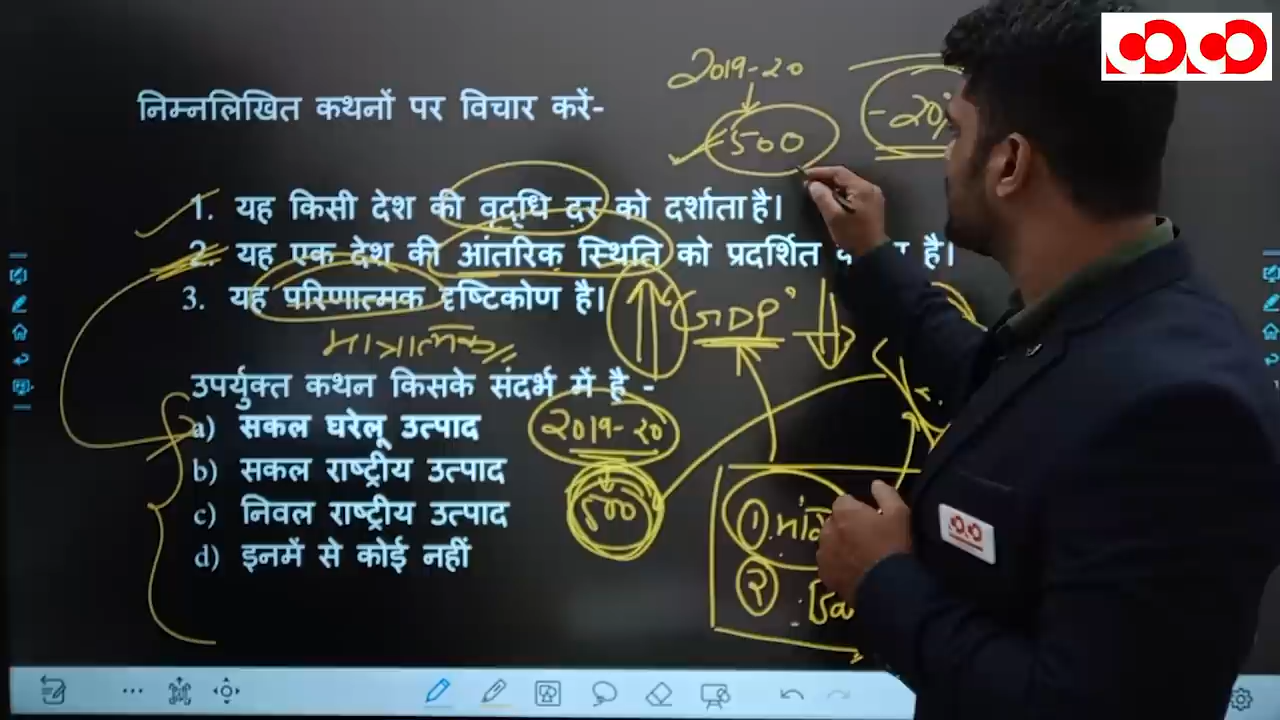 निम्नलिखित कथनों पर विचार करें-
2019-20
500
-20%
1. यह किसी देश की वृद्धि दर को दर्शाता है।
2. यह एक देश की आंतरिक स्थिति को प्रदर्शित है।
3. यह परिणात्मक दृष्टिकोण है।
मात्रात्मक
GDP
उपर्युक्त कथन किसके संदर्भ में है -
a) सकल घरेलू उत्पाद
b) सकल राष्ट्रीय उत्पाद
c) निवल राष्ट्रीय उत्पाद
d) इनमें से कोई नहीं
2019-20
500
1
2